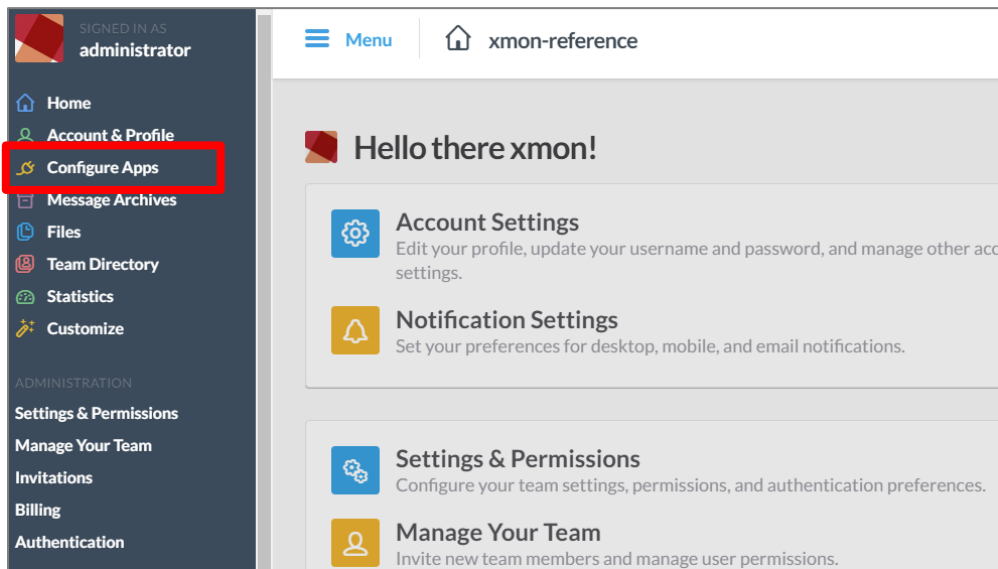 SIGNED IN AS
administrator
Home
Account & Profile
Configure Apps
Message Archives
Files
Team Directory
Statistics
Customize
ADMINISTRATION
Settings & Permissions
Manage Your Team
Invitations
Billing
Authentication
Menu
xmon-reference
Hello there xmon!
Account Settings
Edit your profile, update your username and password, and manage other acc
settings.
Notification Settings
Set your preferences for desktop, mobile, and email notifications.
Settings & Permissions
Configure your team settings, permissions, and authentication preferences.
Manage Your Team
Invite new team members and manage user permissions.